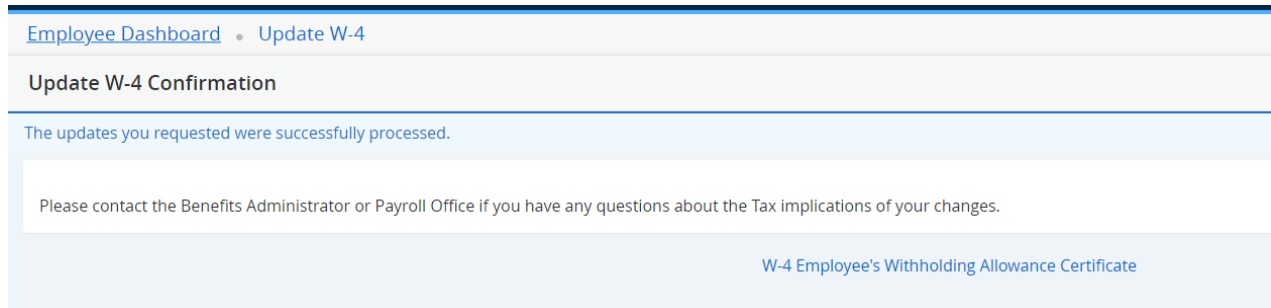 Employee Dashboard • Update W-4
Update W-4 Confirmation
The updates you requested were successfully processed.
Please contact the Benefits Administrator or Payroll Office if you have any questions about the Tax implications of your changes.
W-4 Employee's Withholding Allowance Certificate